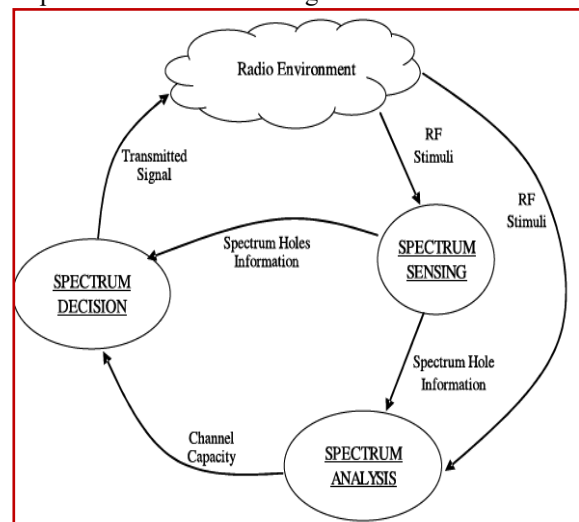 Radio Environment
RF
Stimuli
Transmitted
Signal
RF
Stimuli
Spectrum Holes
Information
SPECTRUM
SENSING
SPECTRUM
DECISION
Spectrum Hole
Information
Channel
Capacity
SPECTRUM
ANALYSIS